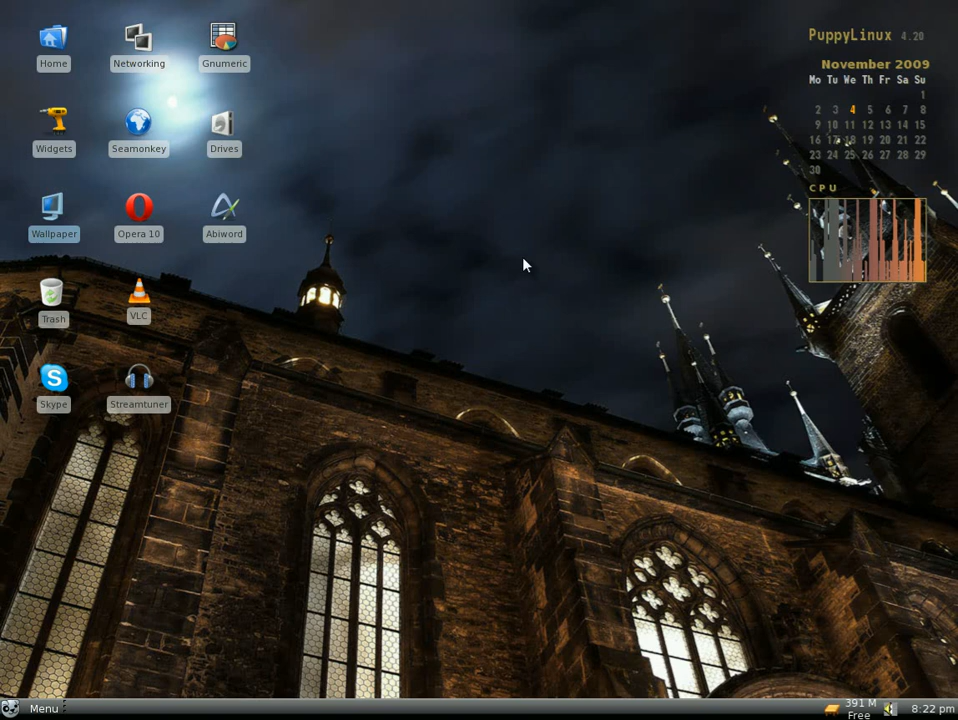 Home
Networking
Gnumeric
Widgets
Seamonkey
Drives
Wallpaper
Opera 10
Abiword
Trash
VLC
Skype
Streamtuner
PuppyLinux 4.20
November 2009
Mo Tu We Th Fr Sa Su
1
2 3 4 5 6 7 8
9 10 11 12 13 14 15
16 17 18 19 20 21 22
23 24 25 26 27 28 29
30
CPU
Menu
391 M
Free
8:22 pm